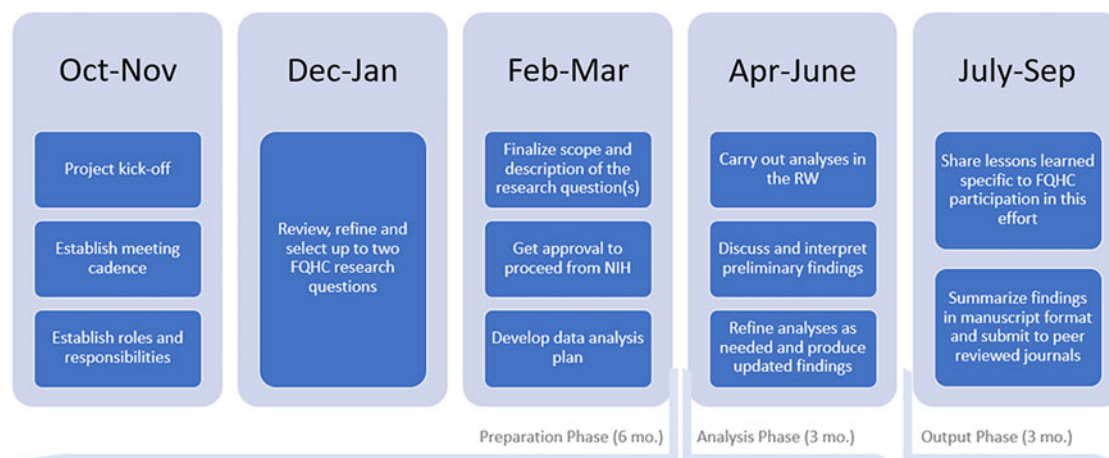 Oct-Nov
Project kick-off
Establish meeting
cadence
Establish roles and
responsibilities
Dec-Jan
Review, refine and
select up to two
FQHC research
questions
Feb-Mar
Finalize scope and
description of the
research question(s)
Get approval to
proceed from NIH
Develop data analysis
plan
Apr-June
Carry out analyses in
the RW
Discuss and interpret
preliminary findings
Refine analyses as
needed and produce
updated findings
July-Sep
Share lessons learned
specific to FQHC
participation in this
effort
Summarize findings
in manuscript format
and submit to peer
reviewed journals
Preparation Phase (6 mo.)
Analysis Phase (3 mo.)
Output Phase (3 mo.)